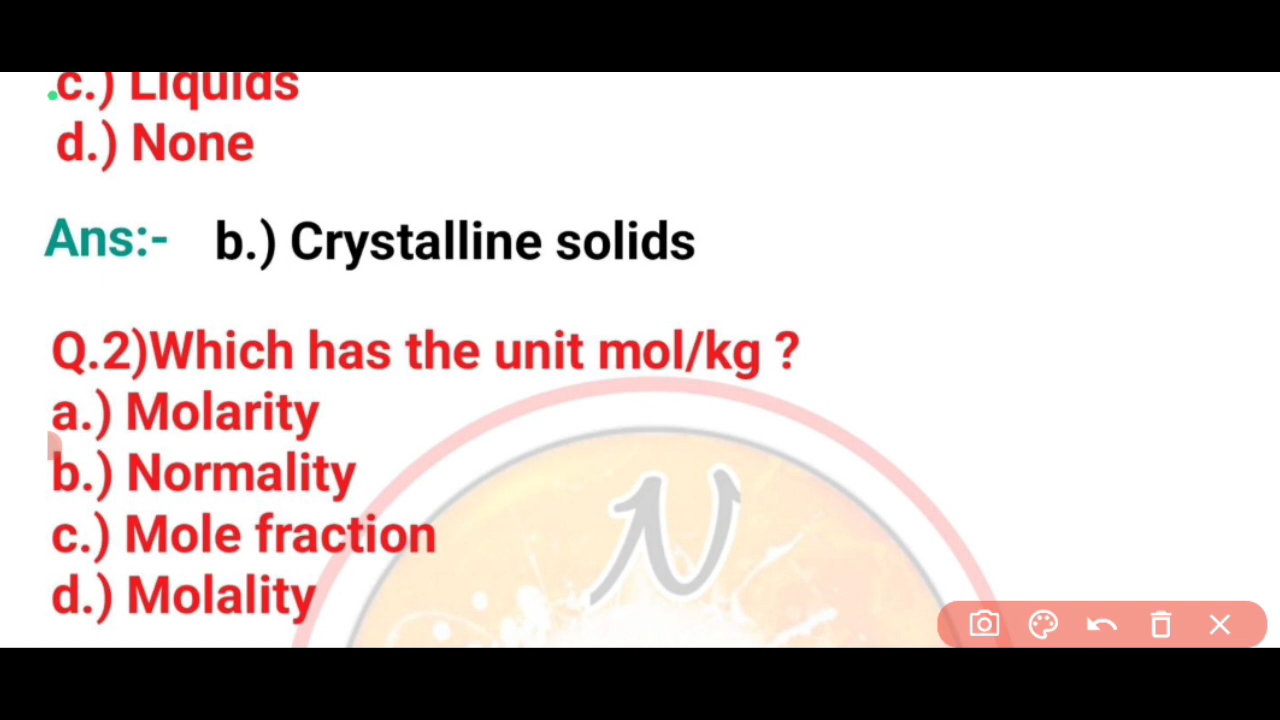 c.) Liquids
d.) None
Ans:- b.) Crystalline solids
Q.2)Which has the unit mol/kg ?
a.) Molarity
b.) Normality
c.) Mole fraction
d.) Molality
N